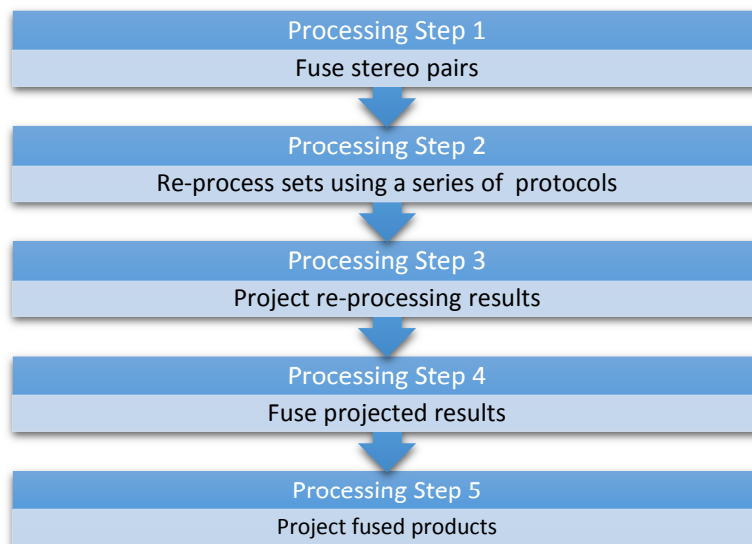 Processing Step 1
Fuse stereo pairs
Processing Step 2
Re-process sets using a series of protocols
Processing Step 3
Project re-processing results
Processing Step 4
Fuse projected results
Processing Step 5
Project fused products